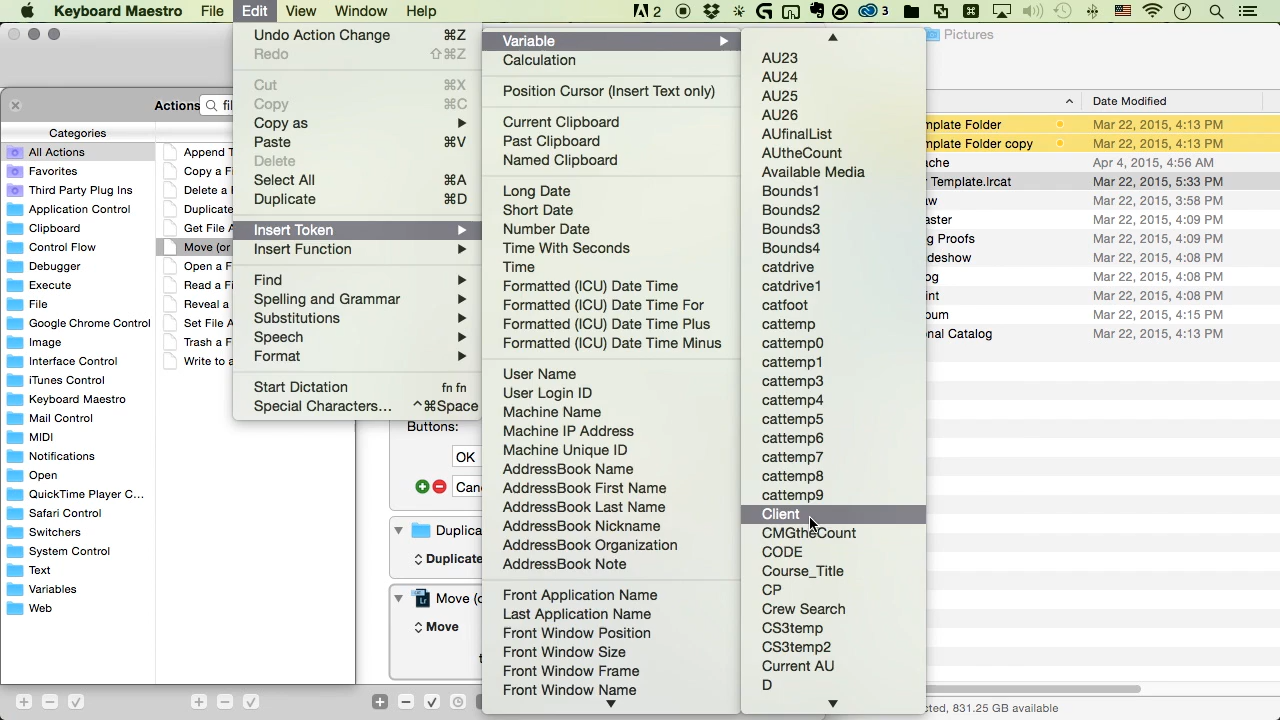 Keyboard Maestro File Edit View Window Help 2 3
Undo Action Change ⌘Z
Redo ⇧⌘Z
Cut ⌘X
Copy ⌘C
Copy as
Paste ⌘V
Delete
Select All ⌘A
Duplicate ⌘D
Insert Token
Insert Function
Find
Spelling and Grammar
Substitutions
Speech
Format
Start Dictation fn fn
Special Characters... ^⌘Space
Variable
Calculation
Position Cursor (Insert Text only)
Current Clipboard
Past Clipboard
Named Clipboard
Long Date
Short Date
Number Date
Time With Seconds
Time
Formatted (ICU) Date Time
Formatted (ICU) Date Time For
Formatted (ICU) Date Time Plus
Formatted (ICU) Date Time Minus
User Name
User Login ID
Machine Name
Machine IP Address
Machine Unique ID
AddressBook Name
AddressBook First Name
AddressBook Last Name
AddressBook Nickname
AddressBook Organization
AddressBook Note
Front Application Name
Last Application Name
Front Window Position
Front Window Size
Front Window Frame
Front Window Name
AU23
AU24
AU25
AU26
AUfinalList
AUtheCount
Available Media
Bounds1
Bounds2
Bounds3
Bounds4
catdrive
catdrive1
catfoot
cattemp
cattemp0
cattemp1
cattemp3
cattemp4
cattemp5
cattemp6
cattemp7
cattemp8
cattemp9
Client
CMGtheCount
CODE
Course_Title
CP
Crew Search
CS3temp
CS3temp2
Current AU
D
Actions fil
Categories
All Actions
Favorites
Third Party Plug Ins
Application Control
Clipboard
Control Flow
Debugger
Execute
File
Google Chrome Control
Image
Interface Control
iTunes Control
Keyboard Maestro
Mail Control
MIDI
Notifications
Open
QuickTime Player C...
Safari Control
Switchers
System Control
Text
Variables
Web
Append T
Copy a F
Delete a
Duplicate
Get File A
Move (or
Open a F
Read a Fi
Reveal a
Set File A
Trash a F
Write to a
Buttons:
OK
Canc
Duplica
Duplicate
Move (o
Move
t
Pictures
Date Modified
mplate Folder Mar 22, 2015, 4:13 PM
mplate Folder copy Mar 22, 2015, 4:13 PM
ache Apr 4, 2015, 4:56 AM
Template.lrcat Mar 22, 2015, 5:33 PM
aw Mar 22, 2015, 3:58 PM
aster Mar 22, 2015, 4:09 PM
g Proofs Mar 22, 2015, 4:09 PM
deshow Mar 22, 2015, 4:08 PM
og Mar 22, 2015, 4:08 PM
int Mar 22, 2015, 4:08 PM
bum Mar 22, 2015, 4:15 PM
nal Catalog Mar 22, 2015, 4:13 PM
cted, 831.25 GB available